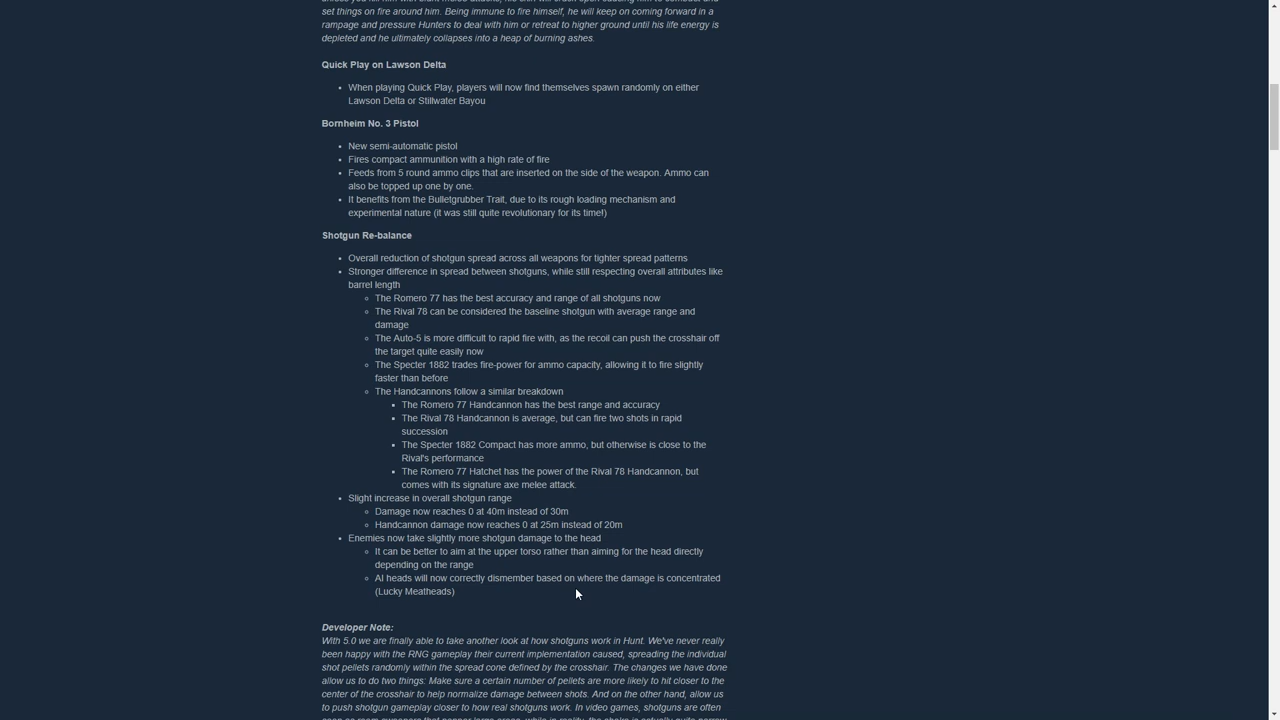 set things on fire around him. Being immune to fire himself, he will keep on coming forward in a
rampage and pressure Hunters to deal with him or retreat to higher ground until his life energy is
depleted and he ultimately collapses into a heap of burning ashes.
Quick Play on Lawson Delta
• When playing Quick Play, players will now find themselves spawn randomly on either
Lawson Delta or Stillwater Bayou
Bornheim No. 3 Pistol
• New semi-automatic pistol
• Fires compact ammunition with a high rate of fire
• Feeds from 5 round ammo clips that are inserted on the side of the weapon. Ammo can
also be topped up one by one.
• It benefits from the Bulletgrubber Trait, due to its rough loading mechanism and
experimental nature (it was still quite revolutionary for its time!)
Shotgun Re-balance
• Overall reduction of shotgun spread across all weapons for tighter spread patterns
• Stronger difference in spread between shotguns, while still respecting overall attributes like
barrel length
◦ The Romero 77 has the best accuracy and range of all shotguns now
◦ The Rival 78 can be considered the baseline shotgun with average range and
damage
◦ The Auto-5 is more difficult to rapid fire with, as the recoil can push the crosshair off
the target quite easily now
◦ The Specter 1882 trades fire-power for ammo capacity, allowing it to fire slightly
faster than before
◦ The Handcannons follow a similar breakdown
▪ The Romero 77 Handcannon has the best range and accuracy
▪ The Rival 78 Handcannon is average, but can fire two shots in rapid
succession
▪ The Specter 1882 Compact has more ammo, but otherwise is close to the
Rival's performance
▪ The Romero 77 Hatchet has the power of the Rival 78 Handcannon, but
comes with its signature axe melee attack.
• Slight increase in overall shotgun range
◦ Damage now reaches 0 at 40m instead of 30m
◦ Handcannon damage now reaches 0 at 25m instead of 20m
• Enemies now take slightly more shotgun damage to the head
◦ It can be better to aim at the upper torso rather than aiming for the head directly
depending on the range
◦ AI heads will now correctly dismember based on where the damage is concentrated
(Lucky Meatheads)
Developer Note:
With 5.0 we are finally able to take another look at how shotguns work in Hunt. We've never really
been happy with the RNG gameplay their current implementation caused, spreading the individual
shot pellets randomly within the spread cone defined by the crosshair. The changes we have done
allow us to do two things: Make sure a certain number of pellets are more likely to hit closer to the
center of the crosshair to help normalize damage between shots. And on the other hand, allow us
to push shotgun gameplay closer to how real shotguns work. In video games, shotguns are often